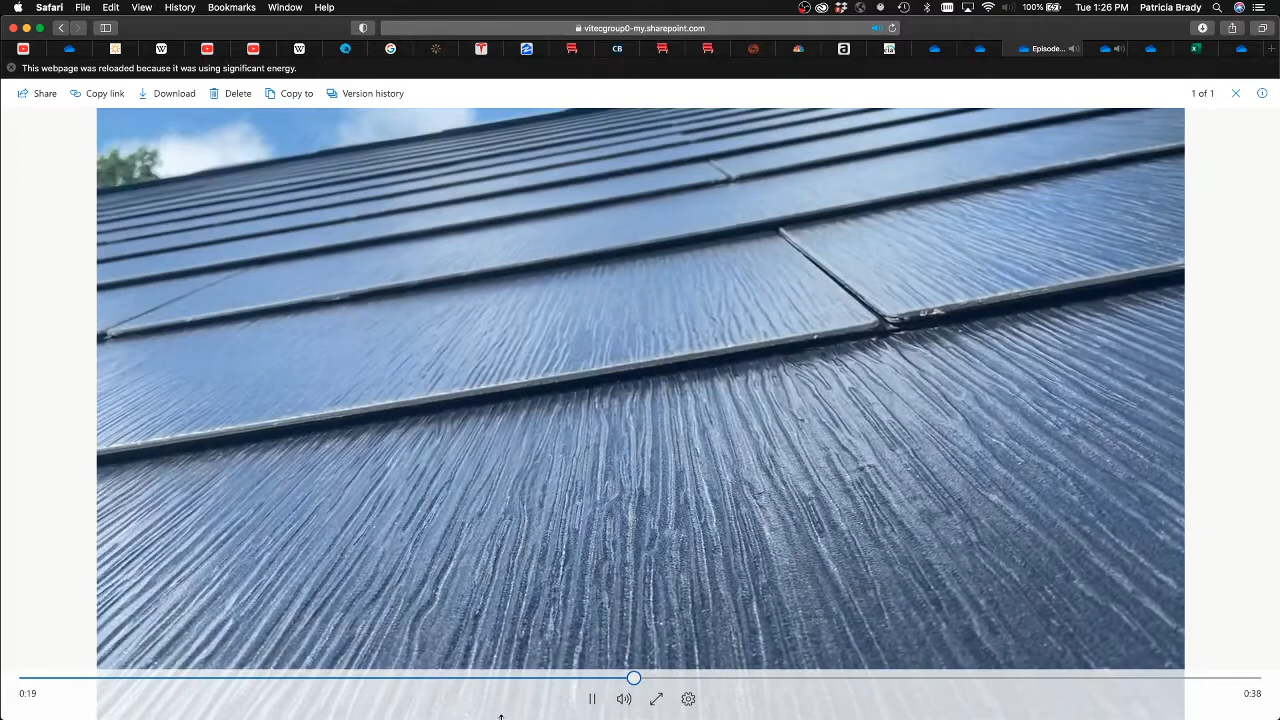 Safari File Edit View History Bookmarks Window Help 100% Tue 1:26 PM Patricia Brady
vitecgroup0-my.sharepoint.com
W W G T CB a Episode...
This webpage was reloaded because it was using significant energy.
Share Copy link Download Delete Copy to Version history 1 of 1
0:19 0:38